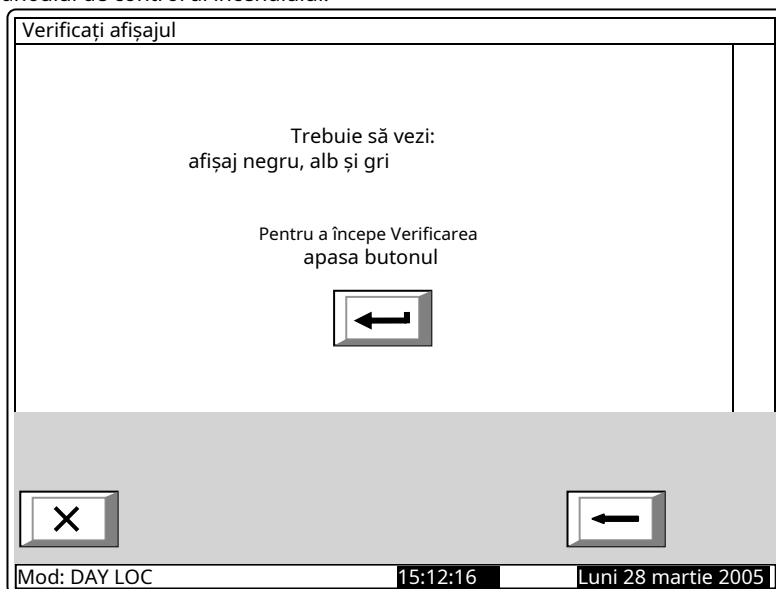 Verificați afișajul
Trebuie să vezi:
afișaj negru, alb și gri
Pentru a începe Verificarea
apasa butonul
Mod: DAY LOC 15:12:16 Luni 28 martie 2005